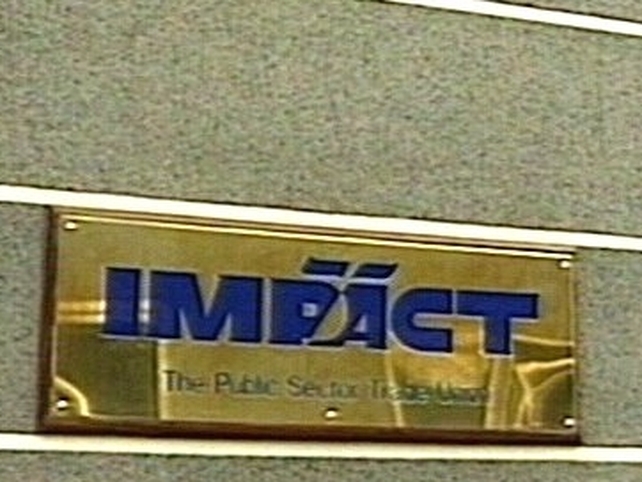 IMPACT
The Public Sector Trade Union